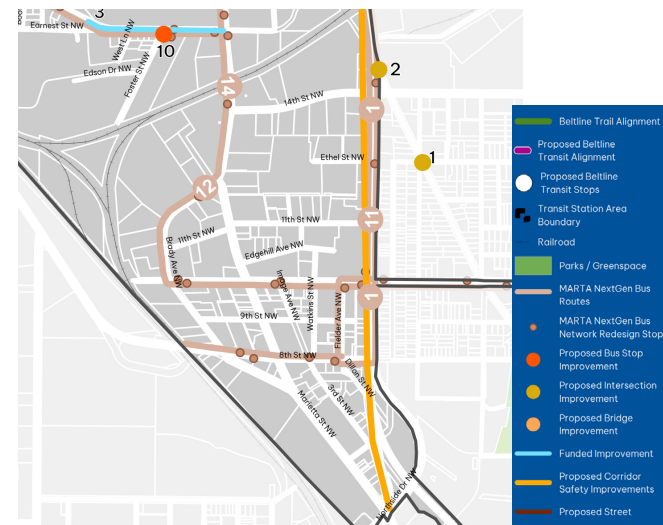 3
Earnest St NW
West Ln NW
10
Edson Dr NW
Foster St NW
2
14
14th St NW
1
Ethel St NW
1
12
11th St NW
11th St NW
11
Edgehill Ave NW
Brady Ave NW
Image Ave NW
Watkins St NW
1
9th St NW
Fielder Ave NW
8th St NW
Dillon St NW
3rd St NW
Marietta St NW
Northside Dr NW
Beltline Trail Alignment
Proposed Beltline
Transit Alignment
Proposed Beltline
Transit Stops
Transit Station Area
Boundary
Railroad
Parks / Greenspace
MARTA NextGen Bus
Routes
MARTA NextGen Bus
Network Redesign Stop
Proposed Bus Stop
Improvement
Proposed Intersection
Improvement
Proposed Bridge
Improvement
Funded Improvement
Proposed Corridor
Safety Improvements
Proposed Street